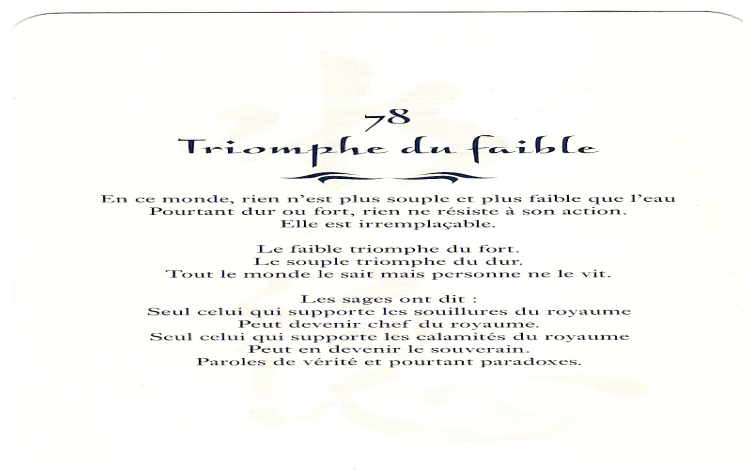 78
Triomphe du faible
En ce monde, rien n'est plus souple et plus faible que l'eau
Pourtant dur ou fort, rien ne résiste à son action.
Elle est irremplaçable.
Le faible triomphe du fort.
Le souple triomphe du dur.
Tout le monde le sait mais personne ne le vit.
Les sages ont dit :
Seul celui qui supporte les souillures du royaume
Peut devenir chef du royaume.
Seul celui qui supporte les calamités du royaume
Peut en devenir le souverain.
Paroles de vérité et pourtant paradoxes.